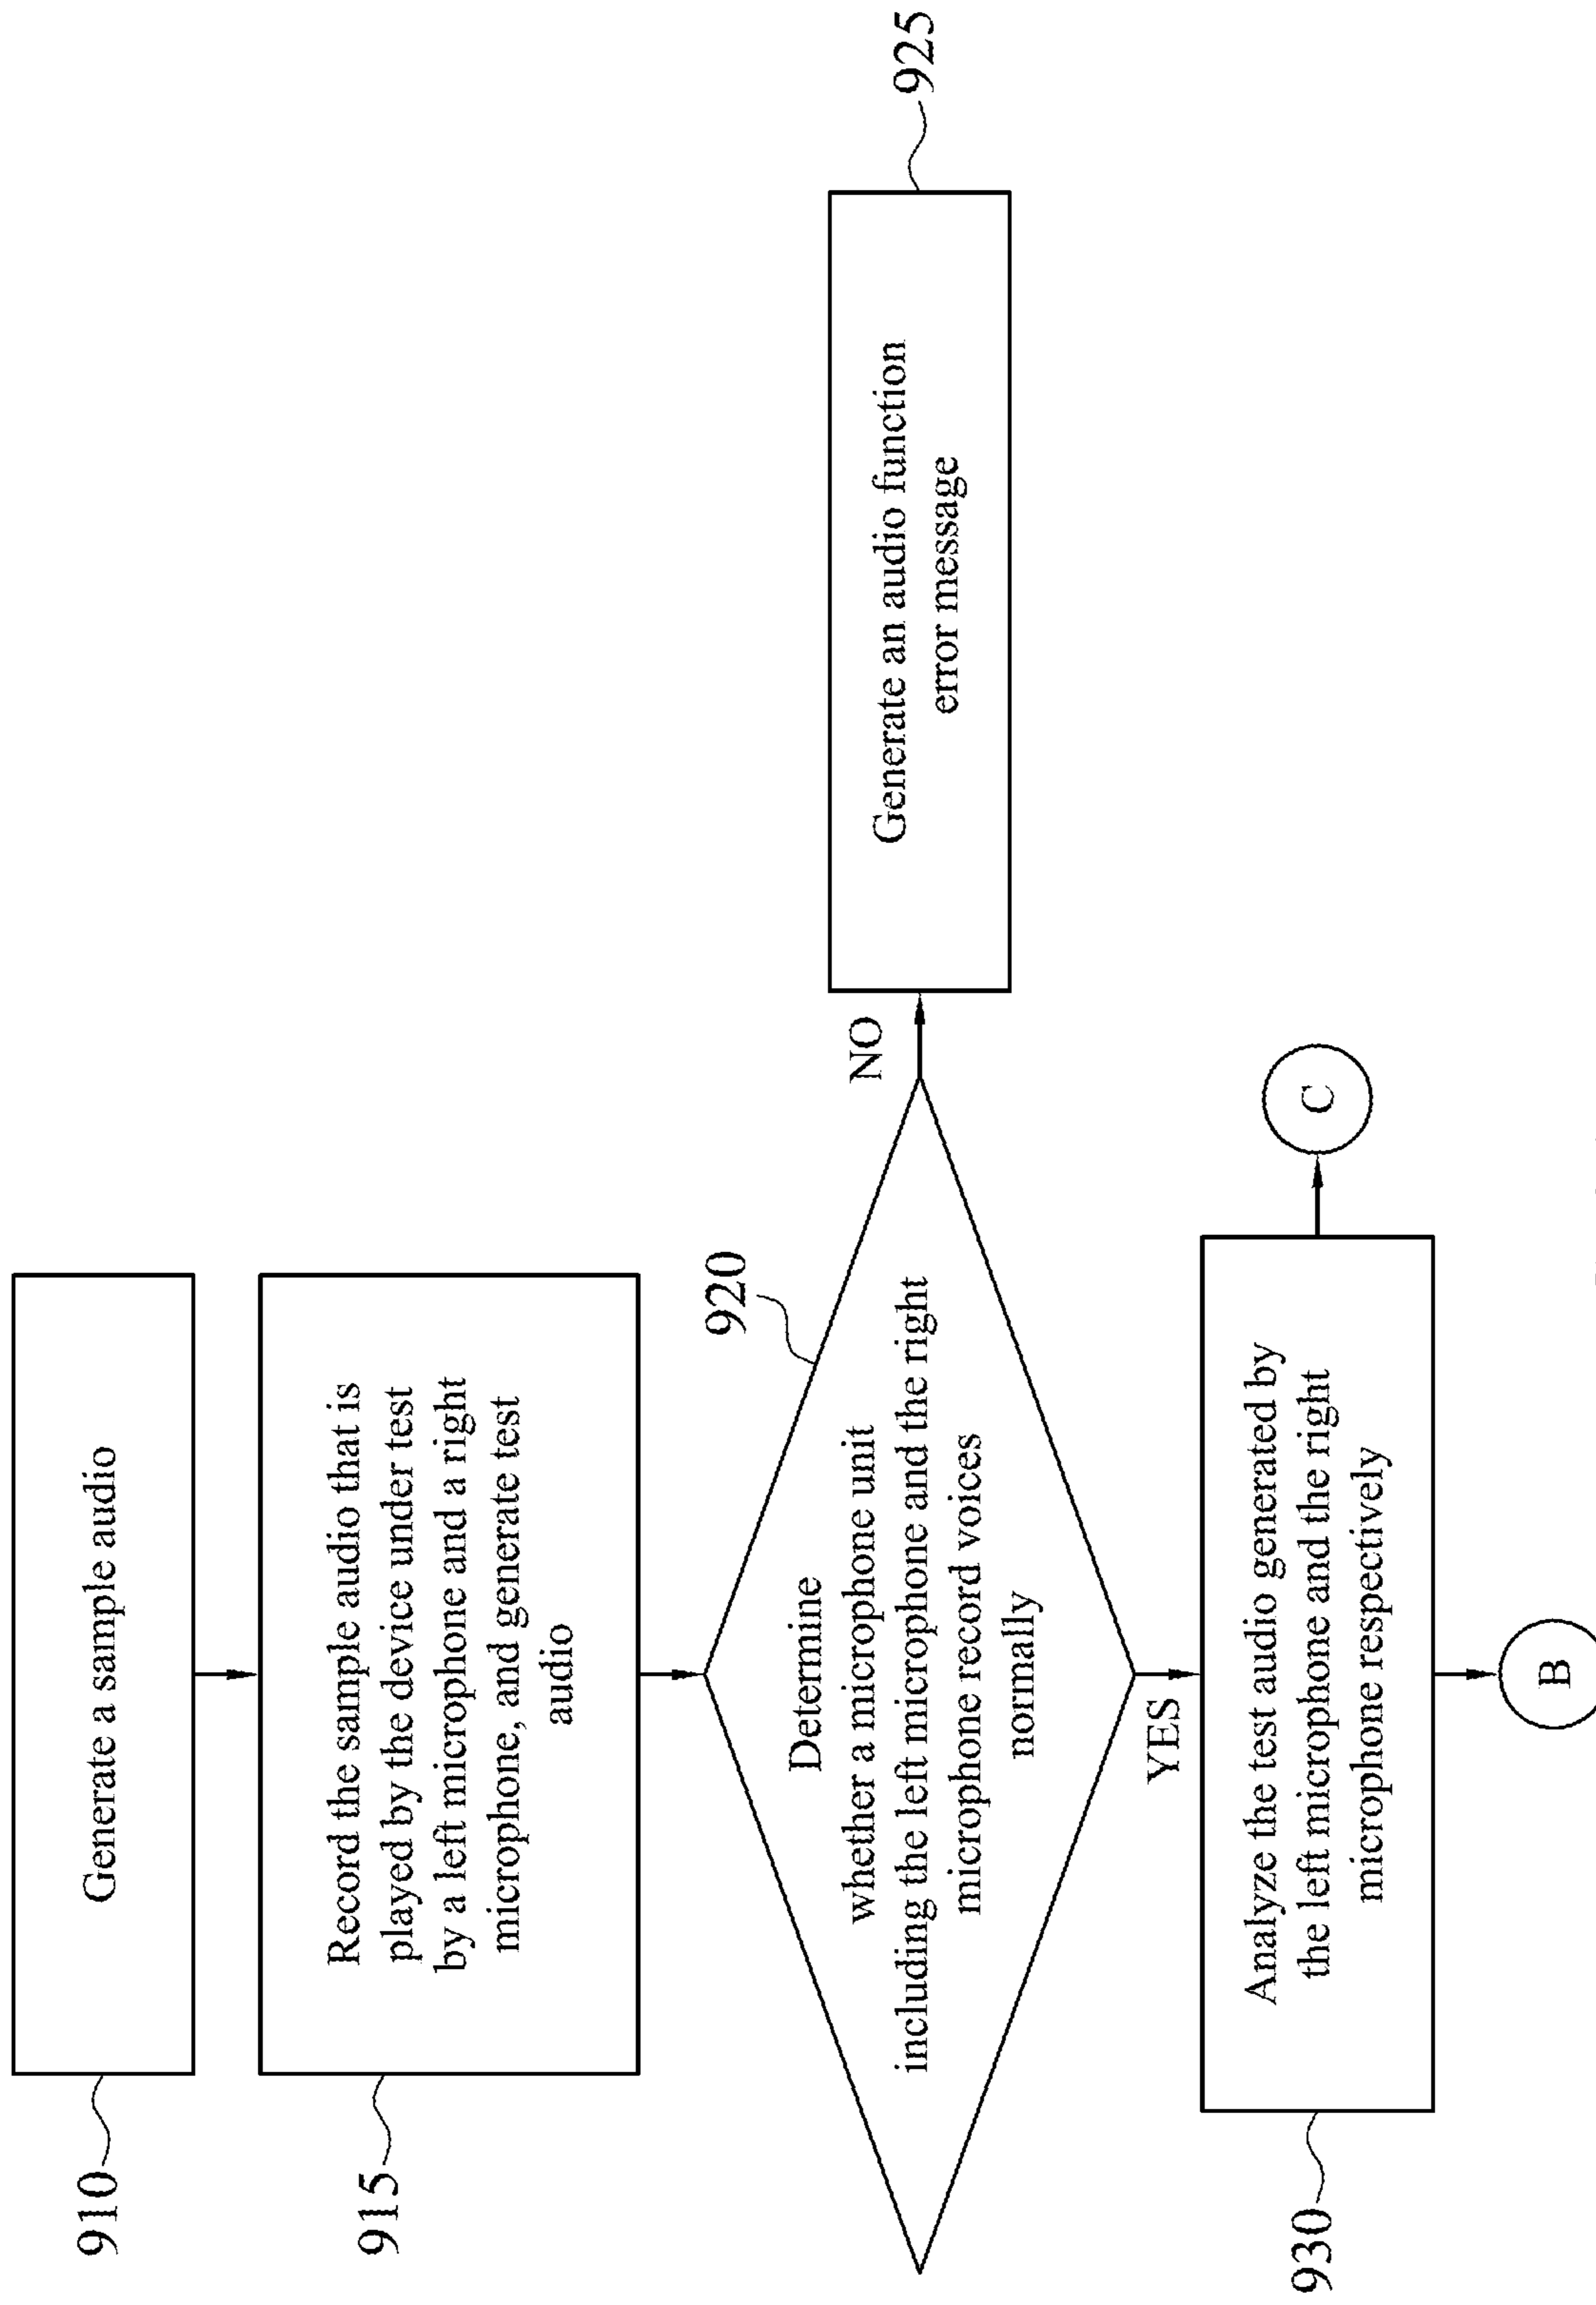 910
Generate a sample audio
915
Record the sample audio that is
played by the device under test
by a left microphone and a right
microphone, and generate test
audio
920
Determine
whether a microphone unit
including the left microphone and the right
microphone record voices
normally
NO
Generate an audio function
error message
925
YES
930
Analyze the test audio generated by
the left microphone and the right
microphone respectively
C
B